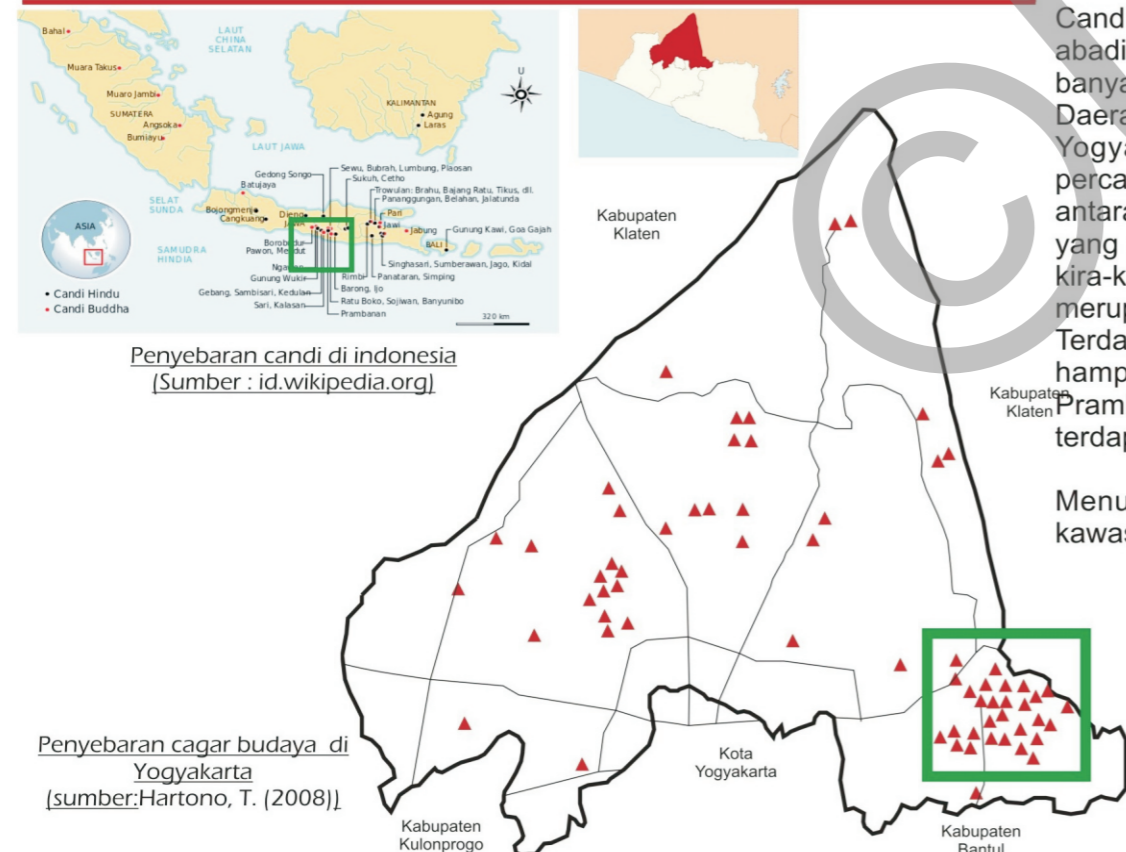 Bahal
LAUT
CHINA
SELATAN
Muara Takus
Muaro Jambi
SUMATERA
Angsoka
Bumiayu
KALIMANTAN
Agung
Laras
U
LAUT JAWA
SELAT
SUNDA
Batujaya
Gedong Songo
Sewu, Bubrah, Lumbung, Plaosan
Sukuh, Cetho
Trowulan: Brahu, Bajang Ratu, Tikus, dll.
Panangungan, Belahan, Jalatunda
Bojongmenje
Cangkuang
Dieng
JAWA
Pari
Jawi
Jabung
Gunung Kawi, Goa Gajah
BALI
ASIA
SAMUDRA
HINDIA
Borobudur
Pawon, Mendut
Ngawen
Gunung Wukir
Gebang, Sambisari, Kedulan
Sari, Kalasan
Rimbi
Singhasari, Sumberawan, Jago, Kidal
Panataran, Simping
Barong, Ijo
Ratu Boko, Sojiwan, Banyunibo
Prambanan
Candi Hindu
Candi Buddha
320 km
Penyebaran candi di indonesia
(Sumber : id.wikipedia.org)
Kabupaten
Klaten
Kabupaten
Klaten
Penyebaran cagar budaya di
Yogyakarta
(sumber:Hartono, T. (2008))
Kota
Yogyakarta
Kabupaten
Kulonprogo
Kabupaten
Bantul
Cand
abadi
banya
Daera
Yogya
perca
antara
yang
kira-k
merup
Terda
hamp
Pram
terdap
Menu
kawas
©